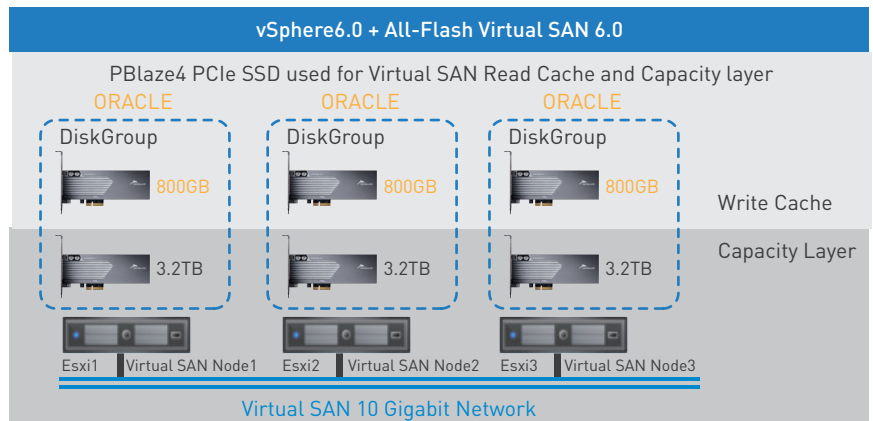 vSphere6.0 + All-Flash Virtual SAN 6.0
PBlaze4 PCIe SSD used for Virtual SAN Read Cache and Capacity layer
ORACLE ORACLE ORACLE
DiskGroup DiskGroup DiskGroup
800GB 800GB 800GB
Write Cache
Capacity Layer
3.2TB 3.2TB 3.2TB
Esxi1 Virtual SAN Node1 Esxi2 Virtual SAN Node2 Esxi3 Virtual SAN Node3
Virtual SAN 10 Gigabit Network